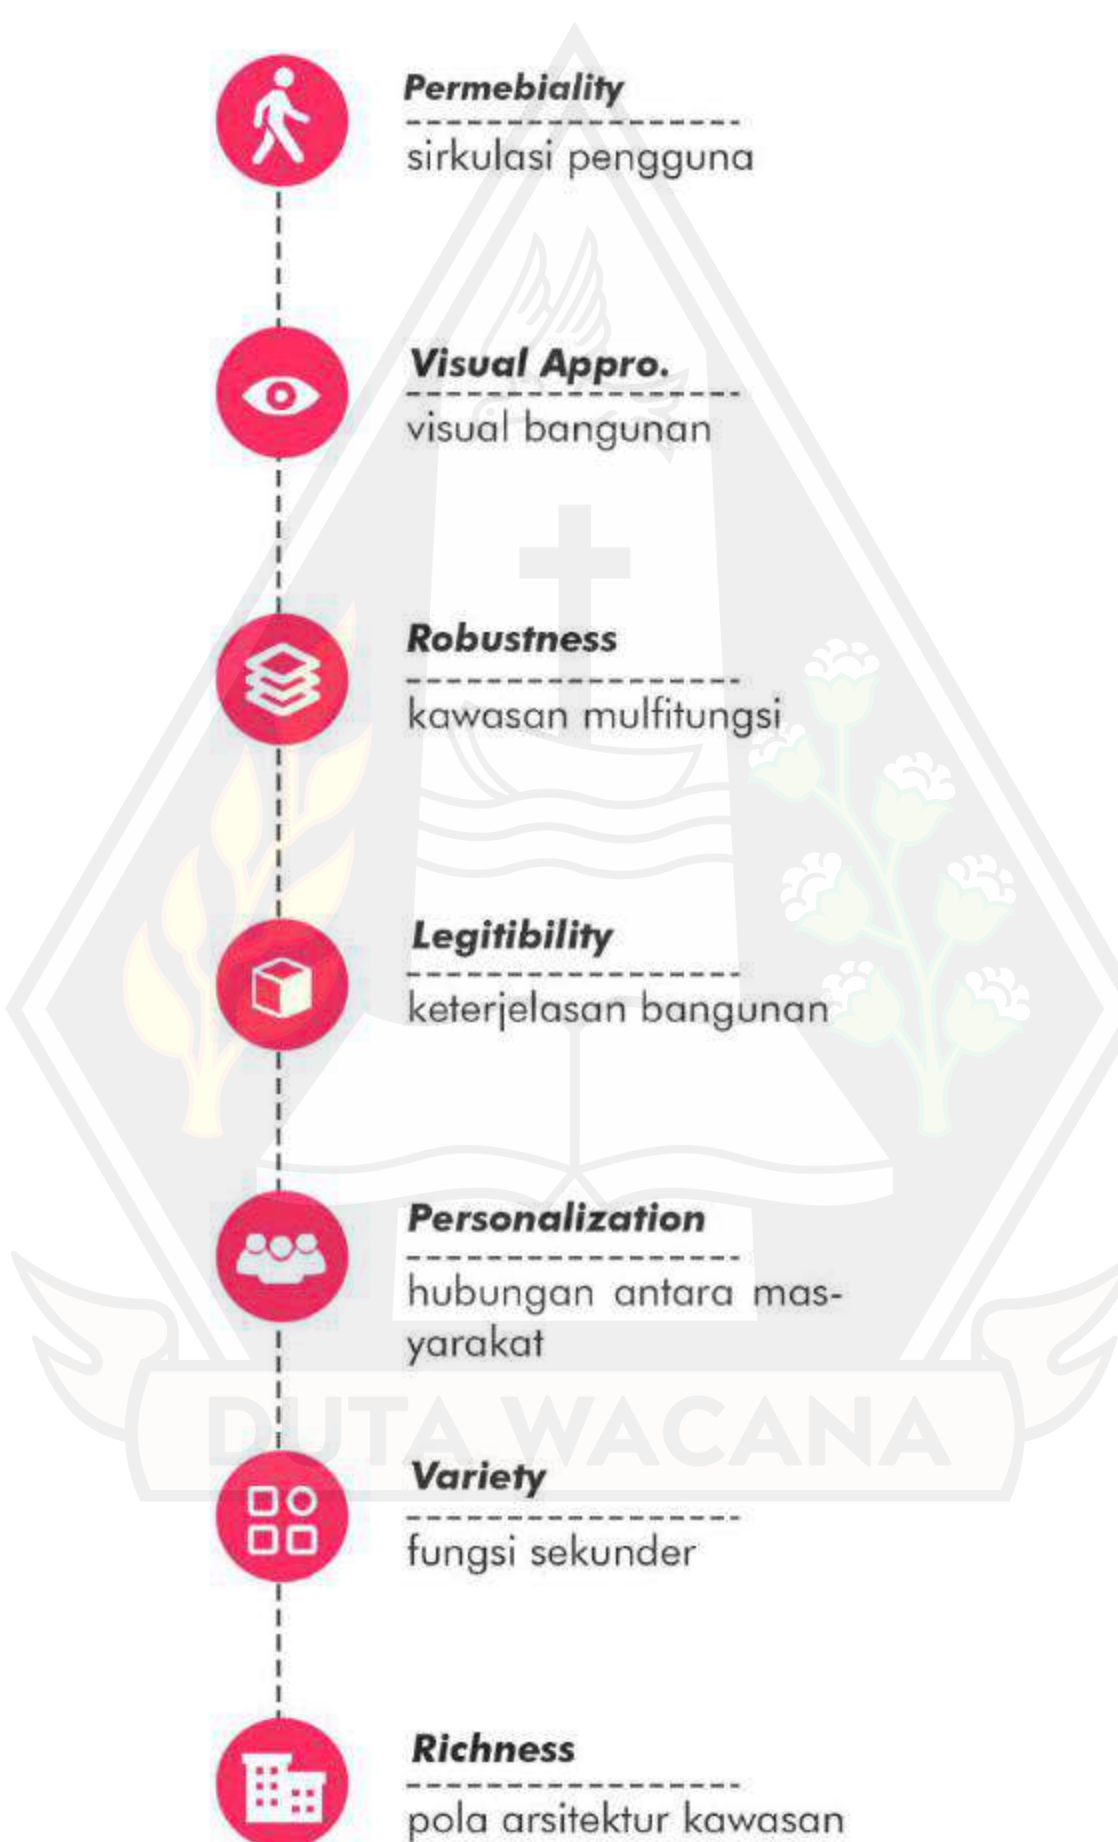 Permebiality
sirkulasi pengguna
Visual Appro.
visual bangunan
Robustness
kawasan mulfitungsi
Legitibility
keterjelasan bangunan
Personalization
hubungan antara mas-
yarakat
DUTA WACANA
Variety
fungsi sekunder
Richness
pola arsitektur kawasan